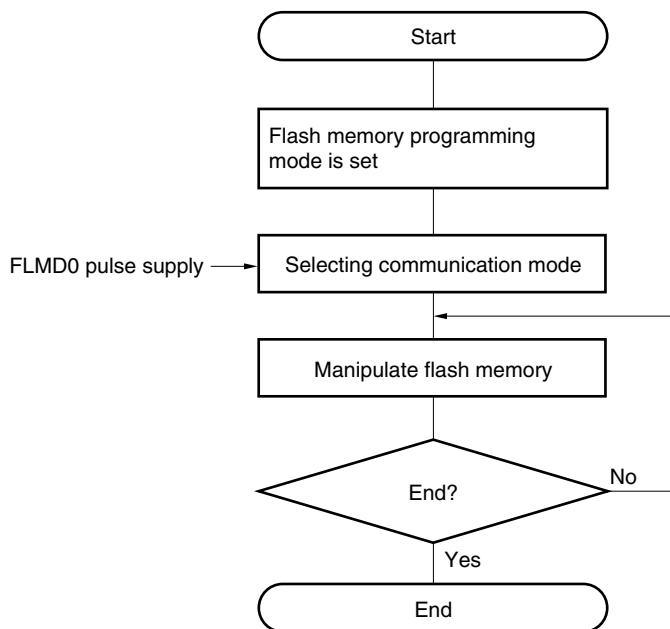 Start
Flash memory programming
mode is set
FLMD0 pulse supply
Selecting communication mode
Manipulate flash memory
End?
No
Yes
End